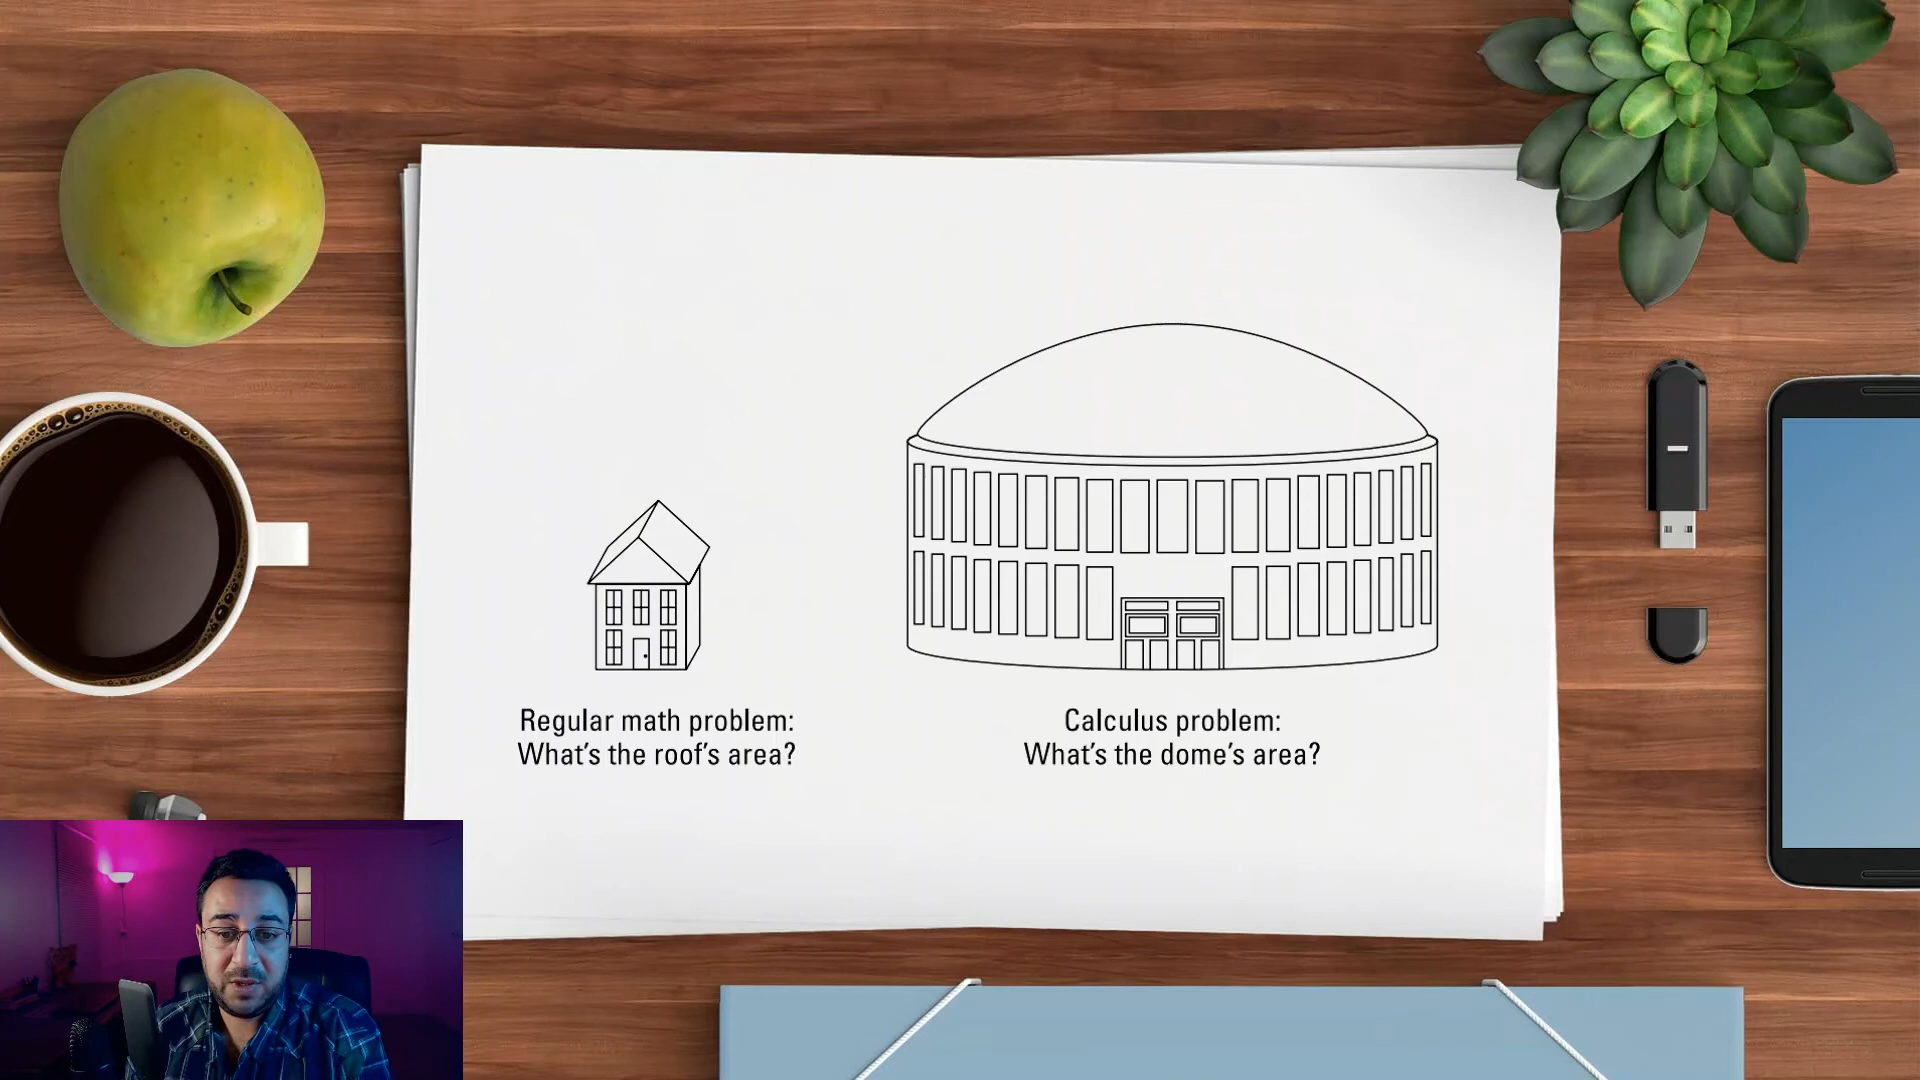 Regular math problem:
What's the roof's area?
Calculus problem:
What's the dome's area?